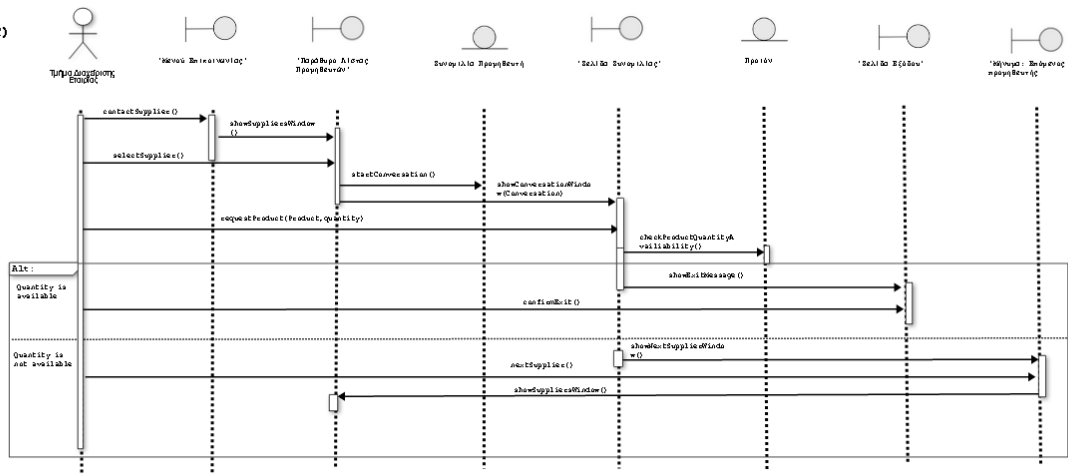 Τμήμα Διαχείρισης
Εταιρίας
"Μενού Επικοινωνίας"
"Παράθυρο Λίστας
Προμηθευτών"
Συνομιλία Προμηθευτή
"Σελίδα Συνομιλίας"
Προϊόν
"Σελίδα Εξόδου"
"Μήνυμα: Επόμενος
προμηθευτής
contactSupplier()
showSuppliersWindow
()
selectSupplier()
startConversation()
showConversationWindo
w(Conversation)
requestProduct(Product,quantity)
checkProductQuantityA
vailiability()
Alt:
Quantity is
available
showExitMessage()
confirmExit()
Quantity is
not available
showNextSupplierWindo
w()
nextSupplier()
showSuppliersWindow()